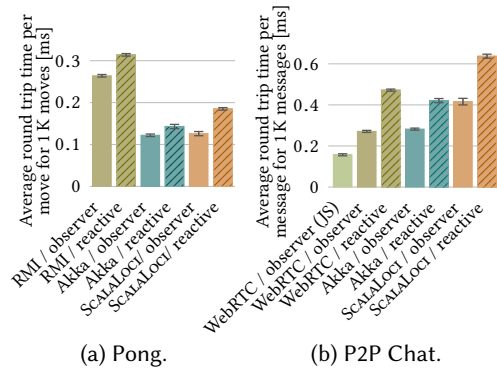 Average round trip time per
move for 1 K moves [ms]
0.3
0.2
0.1
0
RMI / observer
RMI / reactive
Akka / observer
Akka / reactive
SCALALOCI / observer
SCALALOCI / reactive
(a) Pong.
Average round trip time per
message for 1 K messages [ms]
0.6
0.4
0.2
0
WebRTC / observer (JS)
WebRTC / observer
WebRTC / reactive
Akka / observer
Akka / reactive
SCALALOCI / observer
SCALALOCI / reactive
(b) P2P Chat.